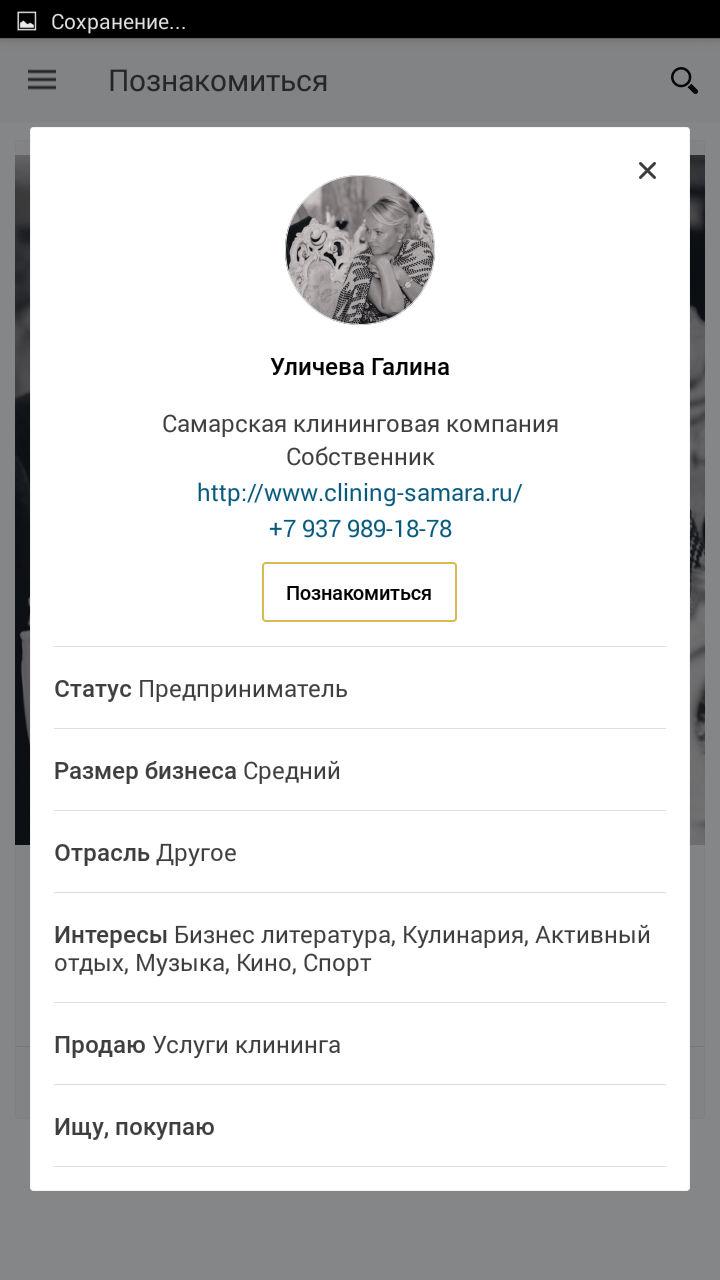 Сохранение...
Познакомиться
Уличева Галина
Самарская клининговая компания
Собственник
http://www.clining-samara.ru/
+7 937 989-18-78
Познакомиться
Статус Предприниматель
Размер бизнеса Средний
Отрасль Другое
Интересы Бизнес литература, Кулинария, Активный
отдых, Музыка, Кино, Спорт
Продаю Услуги клининга
Ищу, покупаю